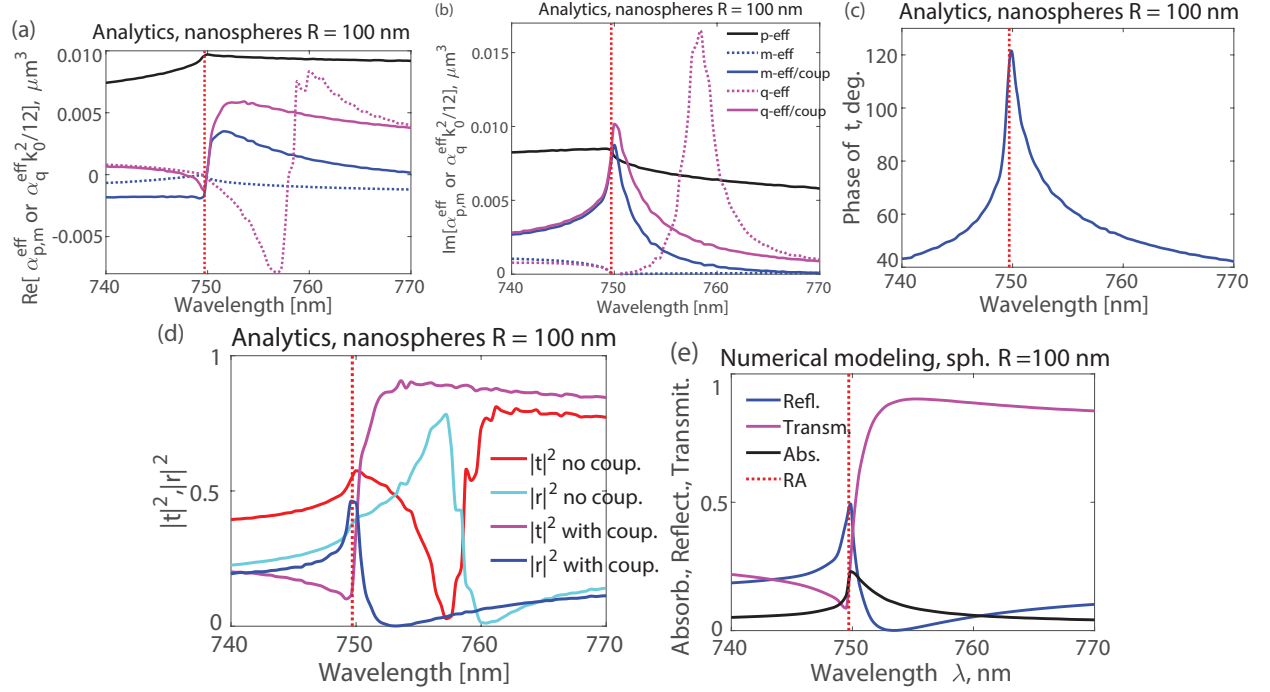 (a)
Analytics, nanospheres R = 100 nm
Re[ α^eff_p,m or α^eff_q k_0^2/12], μm^3
0.010
0.005
0
-0.005
740 750 760 770
Wavelength [nm]
(b)
Analytics, nanospheres R = 100 nm
Im[α^eff_p,m or α^eff_q k_0^2/12], μm^3
0.015
0.010
0.005
0
p-eff
m-eff
m-eff/coup
q-eff
q-eff/coup
740 750 760 770
Wavelength [nm]
(c)
Analytics, nanospheres R = 100 nm
Phase of t, deg.
120
100
80
60
40
740 750 760 770
Wavelength [nm]
(d)
Analytics, nanospheres R = 100 nm
|t|^2,|r|^2
1
0.5
0
|t|^2 no coup.
|r|^2 no coup.
|t|^2 with coup.
|r|^2 with coup.
740 750 760 770
Wavelength [nm]
(e)
Numerical modeling, sph. R =100 nm
Absorb., Reflect., Transmit.
1
0.5
0
Refl.
Transm.
Abs.
RA
740 750 760 770
Wavelength λ, nm